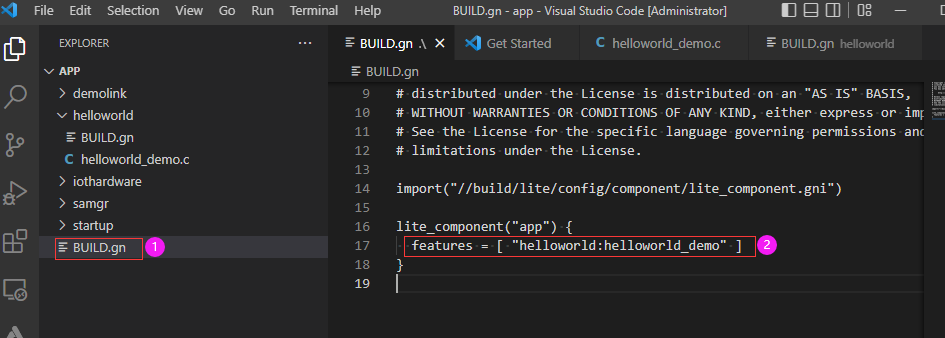 File Edit Selection View Go Run Terminal Help BUILD.gn - app - Visual Studio Code [Administrator]
EXPLORER ···
BUILD.gn .\ Get Started C helloworld_demo.c BUILD.gn helloworld
APP
BUILD.gn
demolink
helloworld
BUILD.gn
C helloworld_demo.c
iothardware
samgr
startup
BUILD.gn 1
9 # distributed under the License is distributed on an "AS IS" BASIS,
10 # WITHOUT WARRANTIES OR CONDITIONS OF ANY KIND, either express or imp
11 # See the License for the specific language governing permissions and
12 # limitations under the License.
13
14 import("//build/lite/config/component/lite_component.gni")
15
16 lite_component("app") {
17 features = [ "helloworld:helloworld_demo" ] 2
18 }
19